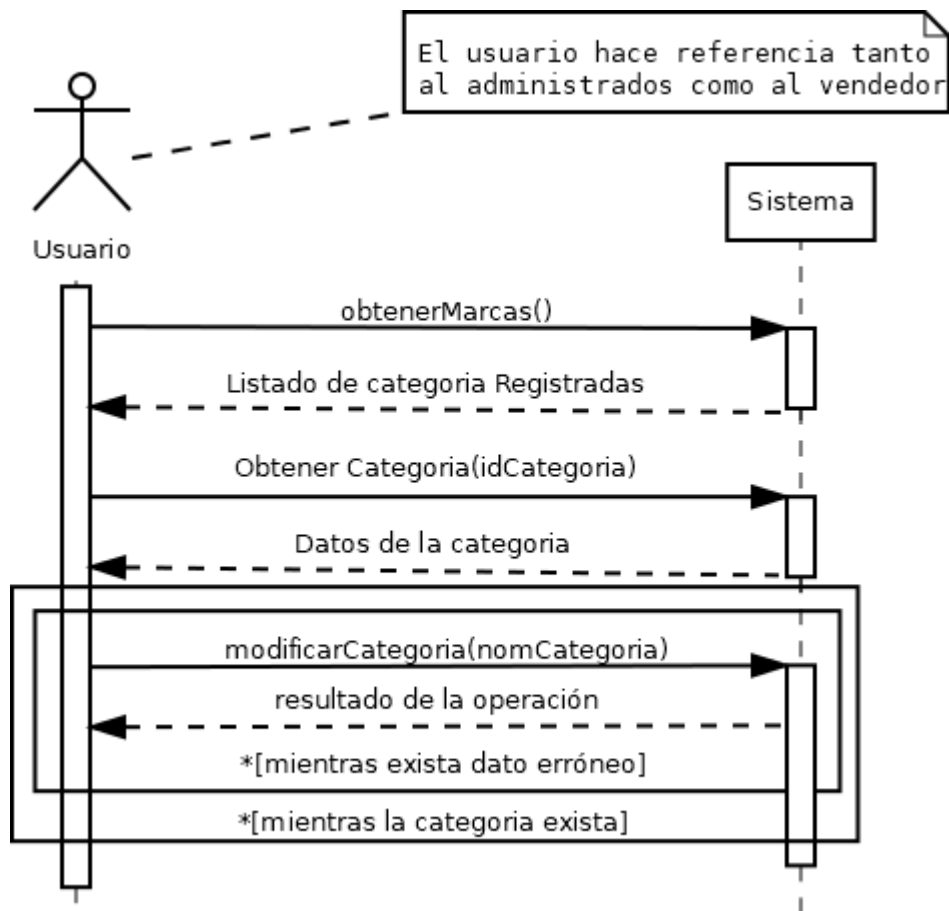 El usuario hace referencia tanto
al administrados como al vendedor
Sistema
Usuario
obtenerMarcas()
Listado de categoria Registradas
Obtener Categoria(idCategoria)
Datos de la categoria
modificarCategoria(nomCategoria)
resultado de la operación
*[mientras exista dato erróneo]
*[mientras la categoria exista]